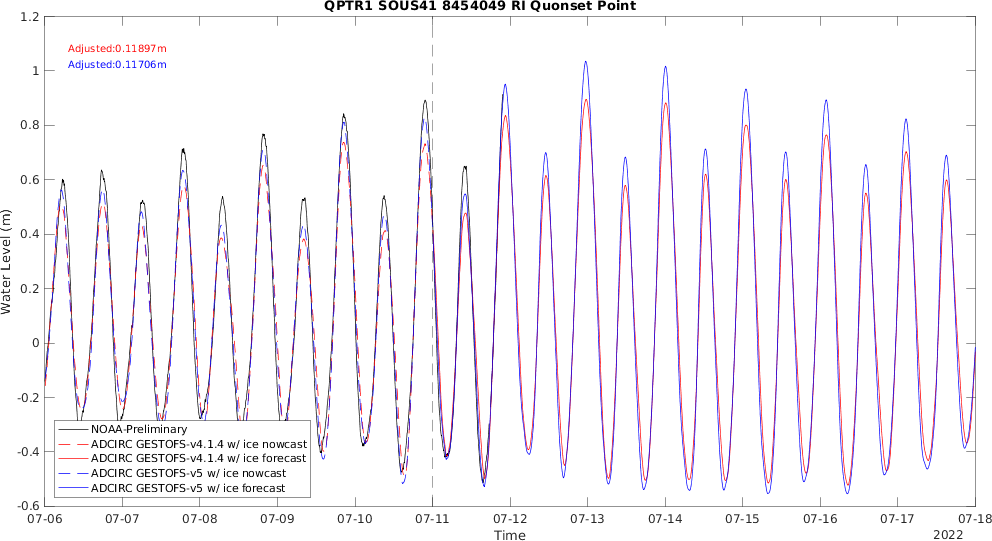 QPTR1 SOUS41 8454049 RI Quonset Point
1.2
1
0.8
0.6
0.4
0.2
0
-0.2
-0.4
-0.6
Water Level (m)
Adjusted:0.11897m
Adjusted:0.11706m
NOAA-Preliminary
ADCIRC GESTOFS-v4.1.4 w/ ice nowcast
ADCIRC GESTOFS-v4.1.4 w/ ice forecast
ADCIRC GESTOFS-v5 w/ ice nowcast
ADCIRC GESTOFS-v5 w/ ice forecast
07-06 07-07 07-08 07-09 07-10 07-11 07-12 07-13 07-14 07-15 07-16 07-17 07-18
Time
2022